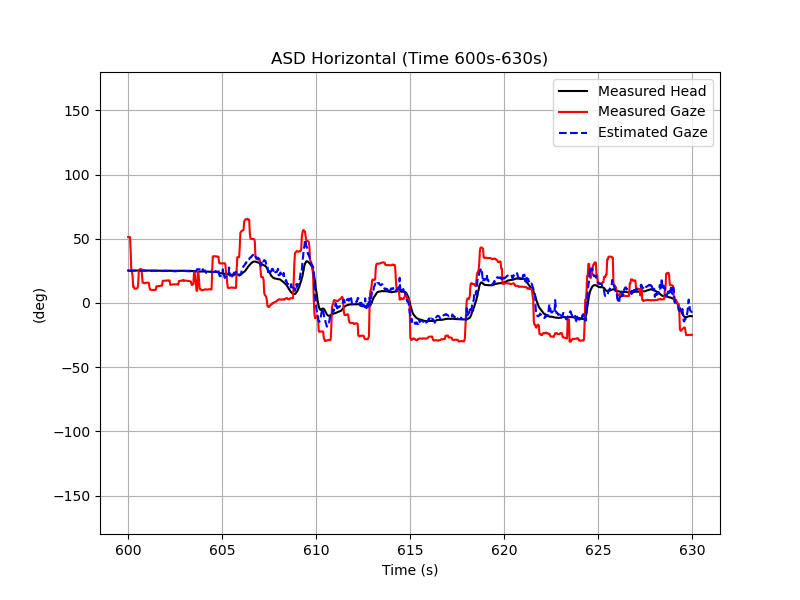 ASD Horizontal (Time 600s-630s)
Measured Head
Measured Gaze
Estimated Gaze
150
100
50
0
−50
−100
−150
(deg)
600
605
610
615
620
625
630
Time (s)